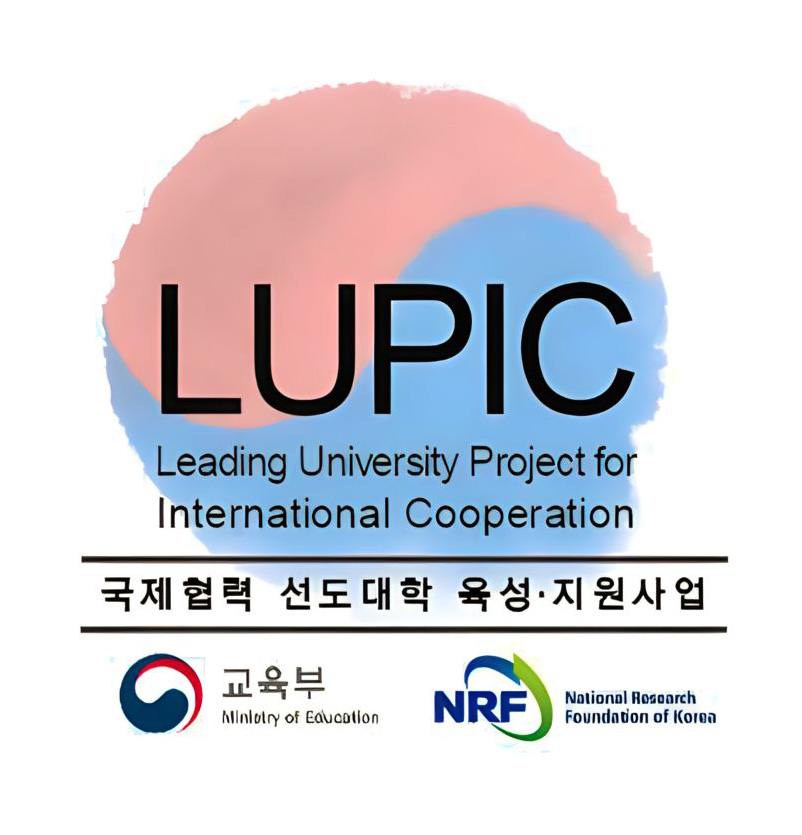 LUPIC
Leading University Project for
International Cooperation
국제협력 선도대학 육성·지원사업
교육부
Ministry of Education
NRF
National Research
Foundation of Korea